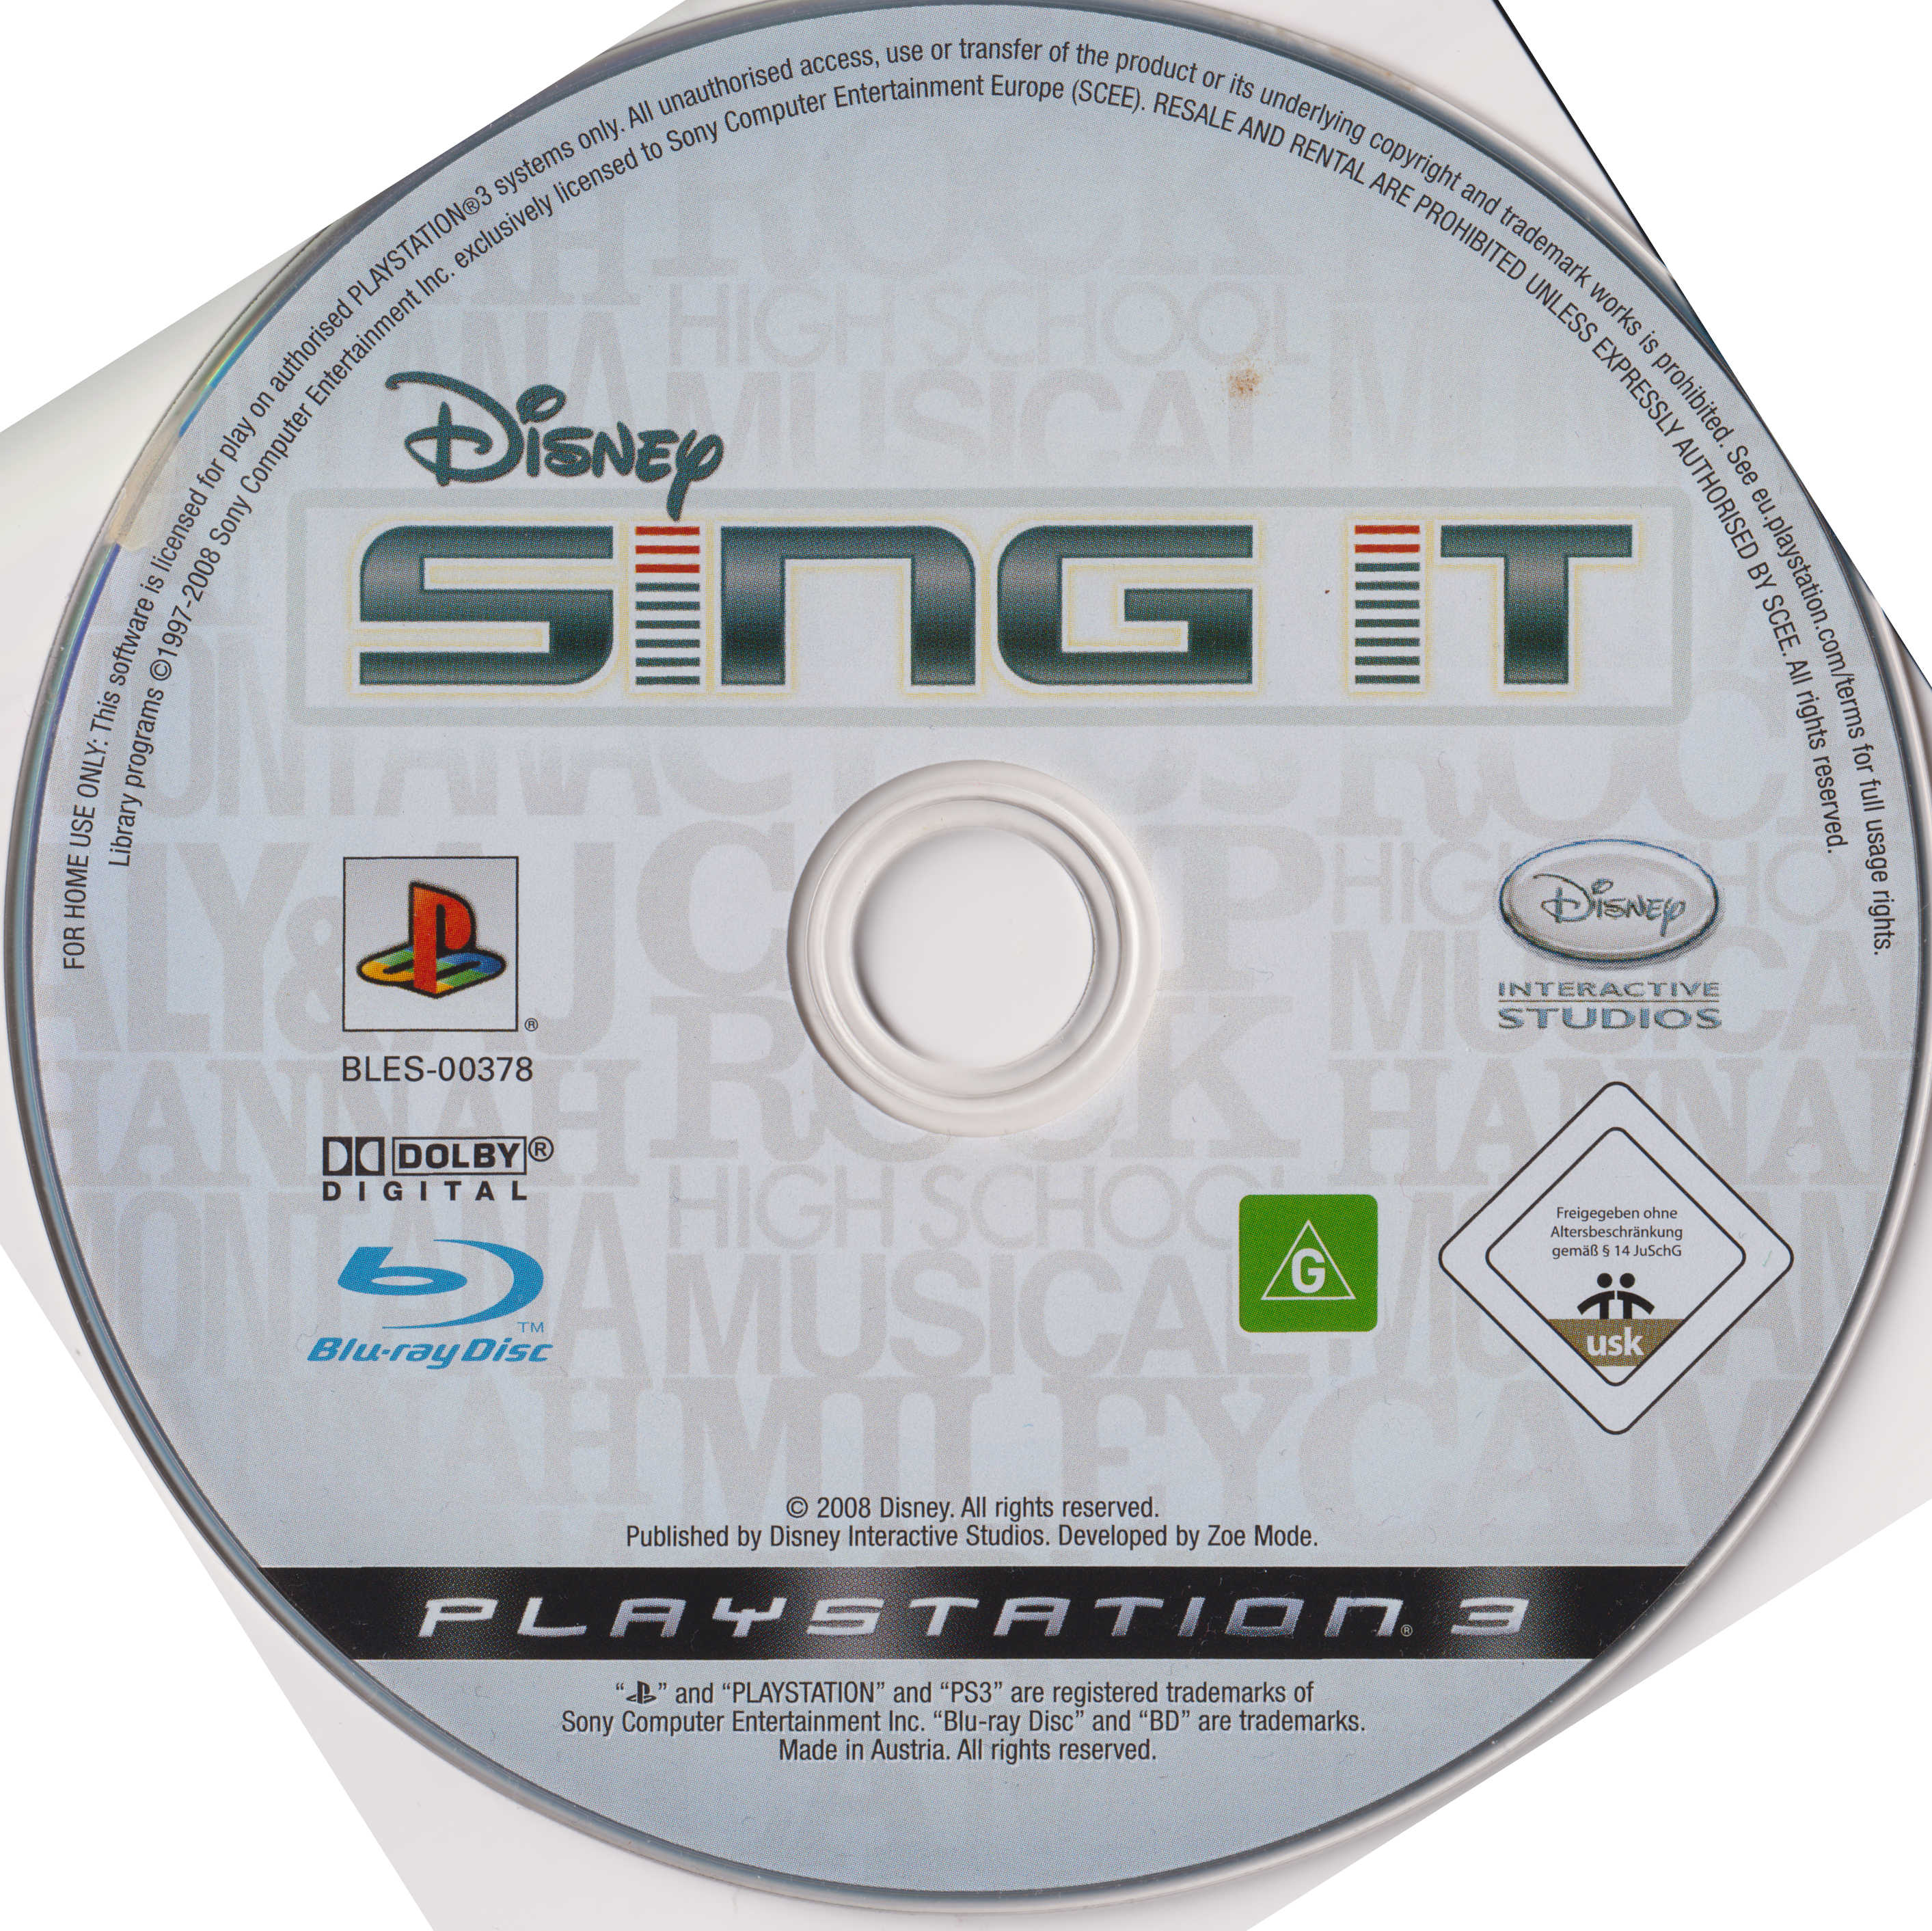 FOR HOME USE ONLY: This software is licensed for play on authorised PLAYSTATION®3 systems only. All unauthorised access, use or transfer of the product or its underlying copyright and trademark works is prohibited. See eu.playstation.com/terms for full usage rights.
Library programs ©1997-2008 Sony Computer Entertainment Inc. exclusively licensed to Sony Computer Entertainment Europe (SCEE). RESALE AND RENTAL ARE PROHIBITED UNLESS EXPRESSLY AUTHORISED BY SCEE. All rights reserved.
HIGH SCHOOL
MUSICAL
Disney
SING IT
ALY&AJ
ROCK
HIGH SCHOOL
MUSICAL
HANNAH
MONTANA
®
BLES-00378
DOLBY®
DIGITAL
Blu-ray Disc™
Disney
INTERACTIVE
STUDIOS
G
Freigegeben ohne
Altersbeschränkung
gemäß § 14 JuSchG
usk
MILEY
© 2008 Disney. All rights reserved.
Published by Disney Interactive Studios. Developed by Zoe Mode.
PLAYSTATION®3
“” and “PLAYSTATION” and “PS3” are registered trademarks of
Sony Computer Entertainment Inc. “Blu-ray Disc” and “BD” are trademarks.
Made in Austria. All rights reserved.